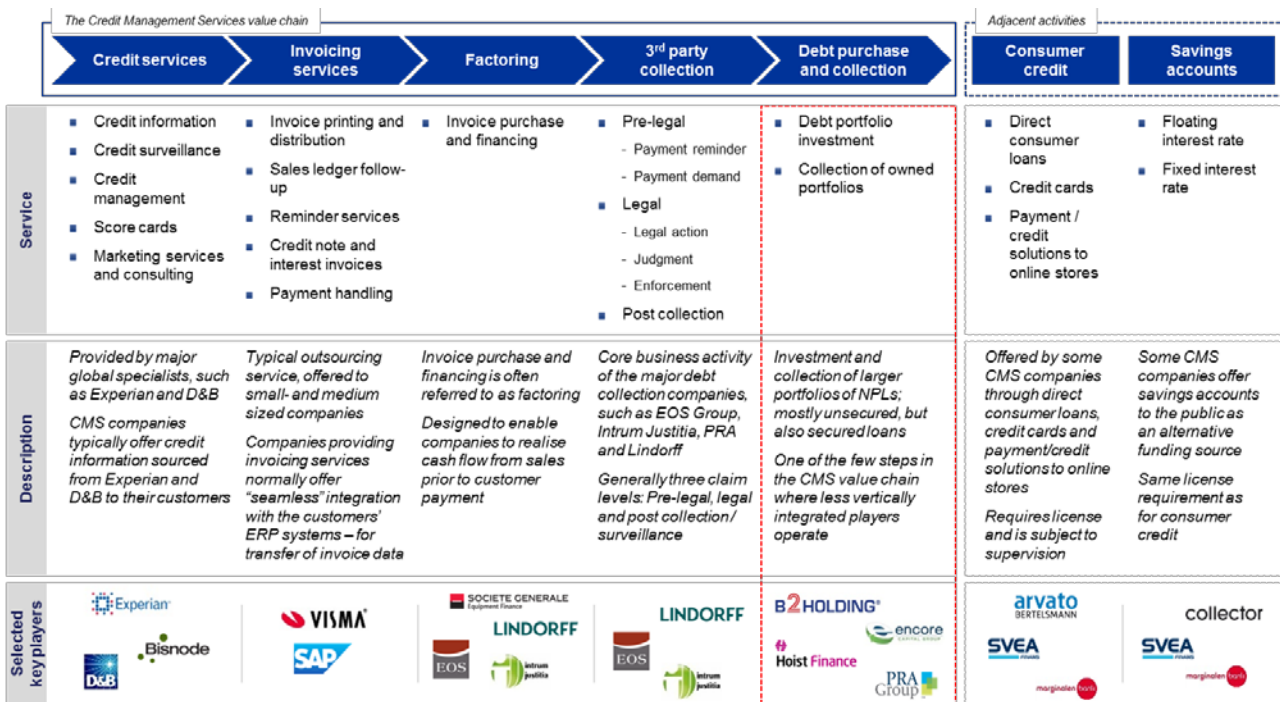 The Credit Management Services value chain
Adjacent activities
Credit services
Invoicing
services
Factoring
3rd party
collection
Debt purchase
and collection
Consumer
credit
Savings
accounts
Service
Credit information
Credit surveillance
Credit
management
Score cards
Marketing services
and consulting
Invoice printing and
distribution
Sales ledger follow-
up
Reminder services
Credit note and
interest invoices
Payment handling
Invoice purchase
and financing
Pre-legal
- Payment reminder
- Payment demand
Legal
- Legal action
- Judgment
- Enforcement
Post collection
Debt portfolio
investment
Collection of owned
portfolios
Direct
consumer
loans
Credit cards
Payment /
credit
solutions to
online stores
Floating
interest rate
Fixed interest
rate
Description
Provided by major
global specialists, such
as Experian and D&B
CMS companies
typically offer credit
information sourced
from Experian and
D&B to their customers
Typical outsourcing
service, offered to
small- and medium
sized companies
Companies providing
invoicing services
normally offer
"seamless" integration
with the customers'
ERP systems – for
transfer of invoice data
Invoice purchase and
financing is often
referred to as factoring
Designed to enable
companies to realise
cash flow from sales
prior to customer
payment
Core business activity
of the major debt
collection companies,
such as EOS Group,
Intrum Justitia, PRA
and Lindorff
Generally three claim
levels: Pre-legal, legal
and post collection /
surveillance
Investment and
collection of larger
portfolios of NPLs;
mostly unsecured, but
also secured loans
One of the few steps in
the CMS value chain
where less vertically
integrated players
operate
Offered by some
CMS companies
through direct
consumer loans,
credit cards and
payment/credit
solutions to online
stores
Requires license
and is subject to
supervision
Some CMS
companies offer
savings accounts
to the public as
an alternative
funding source
Same license
requirement as
for consumer
credit
Selected
key players
Experian
Bisnode
D&B
VISMA
SAP
SOCIETE GENERALE
Equipment Finance
LINDORFF
EOS
intrum
justitia
LINDORFF
EOS
intrum
justitia
B2HOLDING
encore
CAPITAL GROUP
Hoist Finance
PRA
Group
arvato
BERTELSMANN
SVEA
FINANS
marginalen bank
collector
SVEA
FINANS
marginalen bank